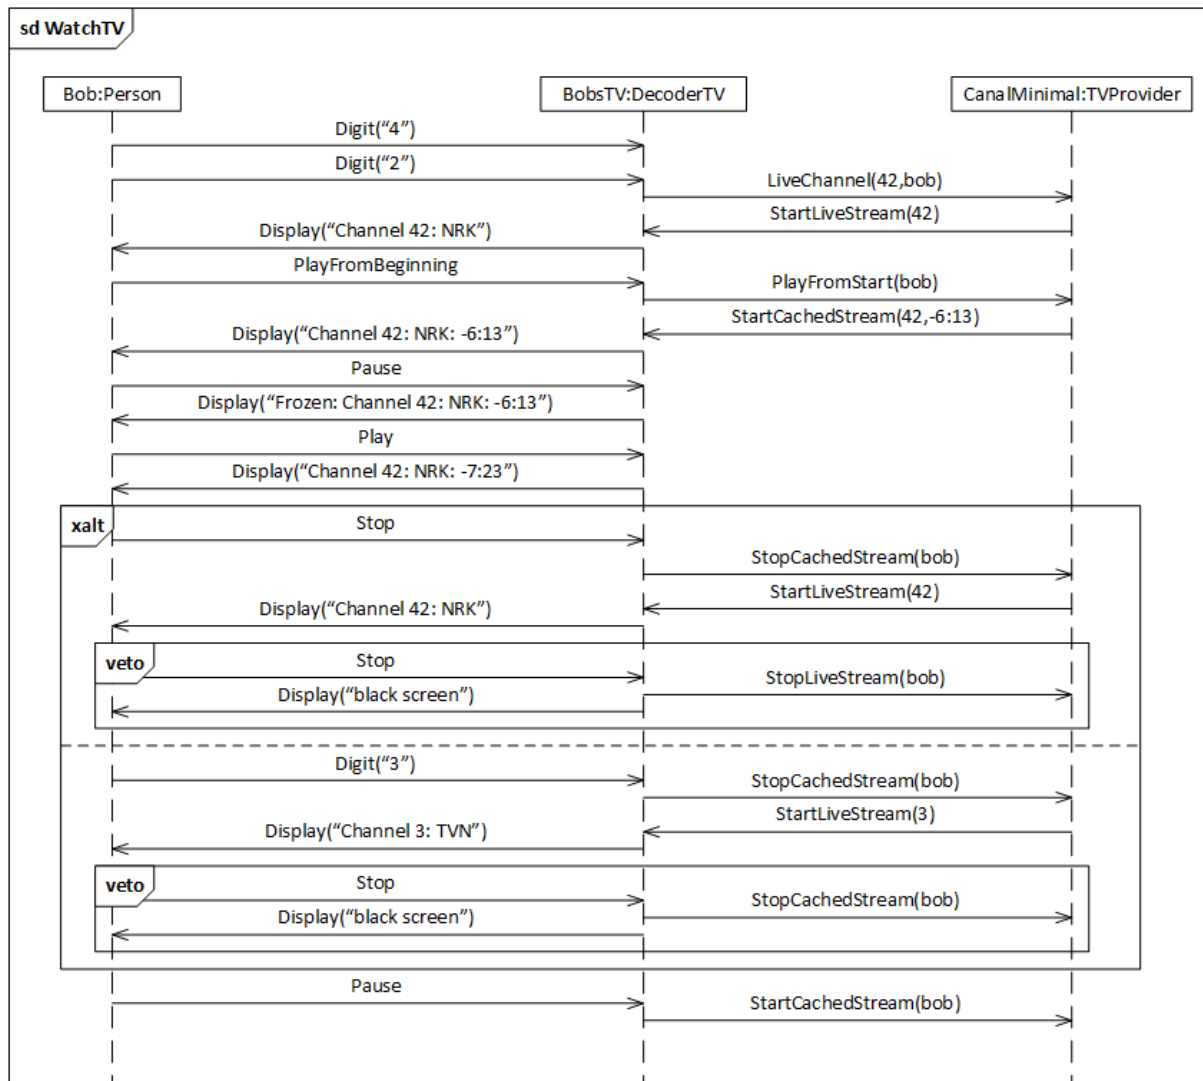 sd WatchTV
Bob:Person
BobsTV:DecoderTV
CanalMinimal:TVProvider
Digit(“4”)
Digit(“2”)
LiveChannel(42,bob)
StartLiveStream(42)
Display(“Channel 42: NRK”)
PlayFromBeginning
PlayFromStart(bob)
StartCachedStream(42,-6:13)
Display(“Channel 42: NRK: -6:13”)
Pause
Display(“Frozen: Channel 42: NRK: -6:13”)
Play
Display(“Channel 42: NRK: -7:23”)
xalt
Stop
StopCachedStream(bob)
StartLiveStream(42)
Display(“Channel 42: NRK”)
veto
Stop
StopLiveStream(bob)
Display(“black screen”)
Digit(“3”)
StopCachedStream(bob)
StartLiveStream(3)
Display(“Channel 3: TVN”)
veto
Stop
StopCachedStream(bob)
Display(“black screen”)
Pause
StartCachedStream(bob)